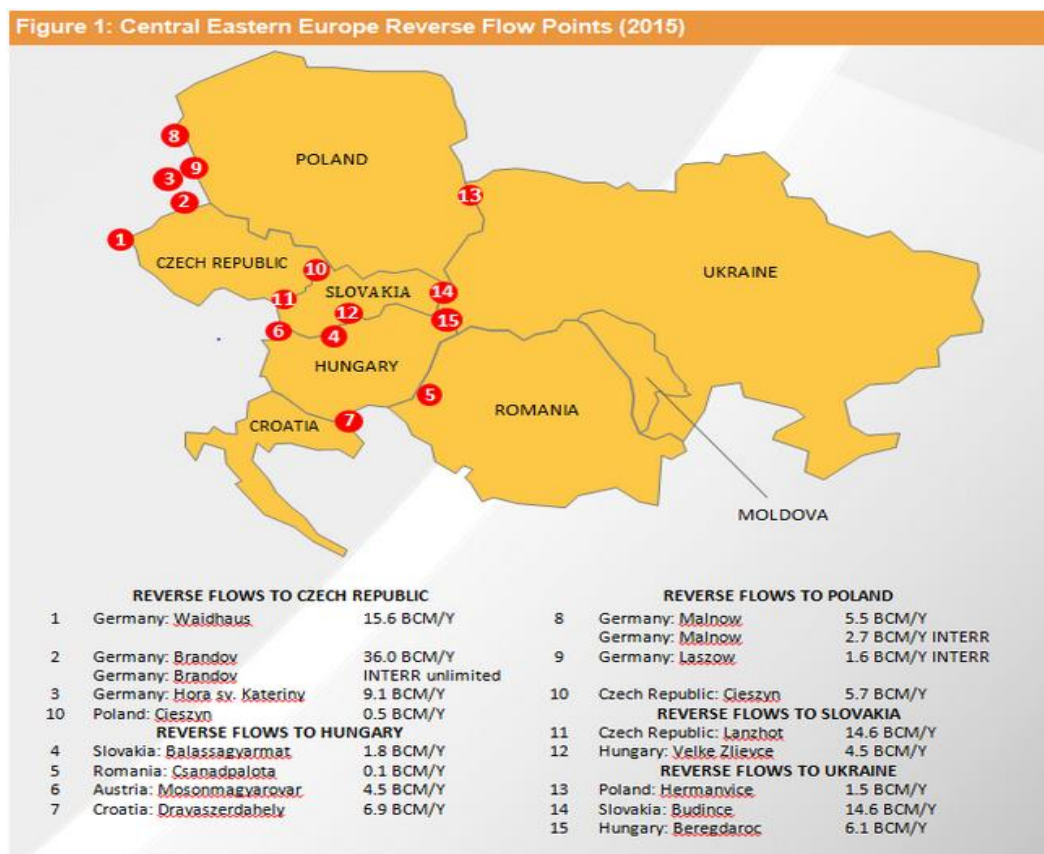 Figure 1: Central Eastern Europe Reverse Flow Points (2015)
8
POLAND
9
3
13
2
1
CZECH REPUBLIC
10
UKRAINE
SLOVAKIA
14
11
12
15
6
4
HUNGARY
5
ROMANIA
CROATIA
7
MOLDOVA
REVERSE FLOWS TO CZECH REPUBLIC
1 Germany: Waidhaus 15.6 BCM/Y
2 Germany: Brandov 36.0 BCM/Y
Germany: Brandov INTERR unlimited
3 Germany: Hora sv. Kateriny 9.1 BCM/Y
10 Poland: Cieszyn 0.5 BCM/Y
REVERSE FLOWS TO HUNGARY
4 Slovakia: Balassagyarmat 1.8 BCM/Y
5 Romania: Csanadpalota 0.1 BCM/Y
6 Austria: Mosonmagyarovar 4.5 BCM/Y
7 Croatia: Dravaszerdahely 6.9 BCM/Y
REVERSE FLOWS TO POLAND
8 Germany: Malnow 5.5 BCM/Y
Germany: Malnow 2.7 BCM/Y INTERR
9 Germany: Laszow 1.6 BCM/Y INTERR
10 Czech Republic: Cieszyn 5.7 BCM/Y
REVERSE FLOWS TO SLOVAKIA
11 Czech Republic: Lanzhot 14.6 BCM/Y
12 Hungary: Velke Zlievce 4.5 BCM/Y
REVERSE FLOWS TO UKRAINE
13 Poland: Hermanvice 1.5 BCM/Y
14 Slovakia: Budince 14.6 BCM/Y
15 Hungary: Beregdaroc 6.1 BCM/Y